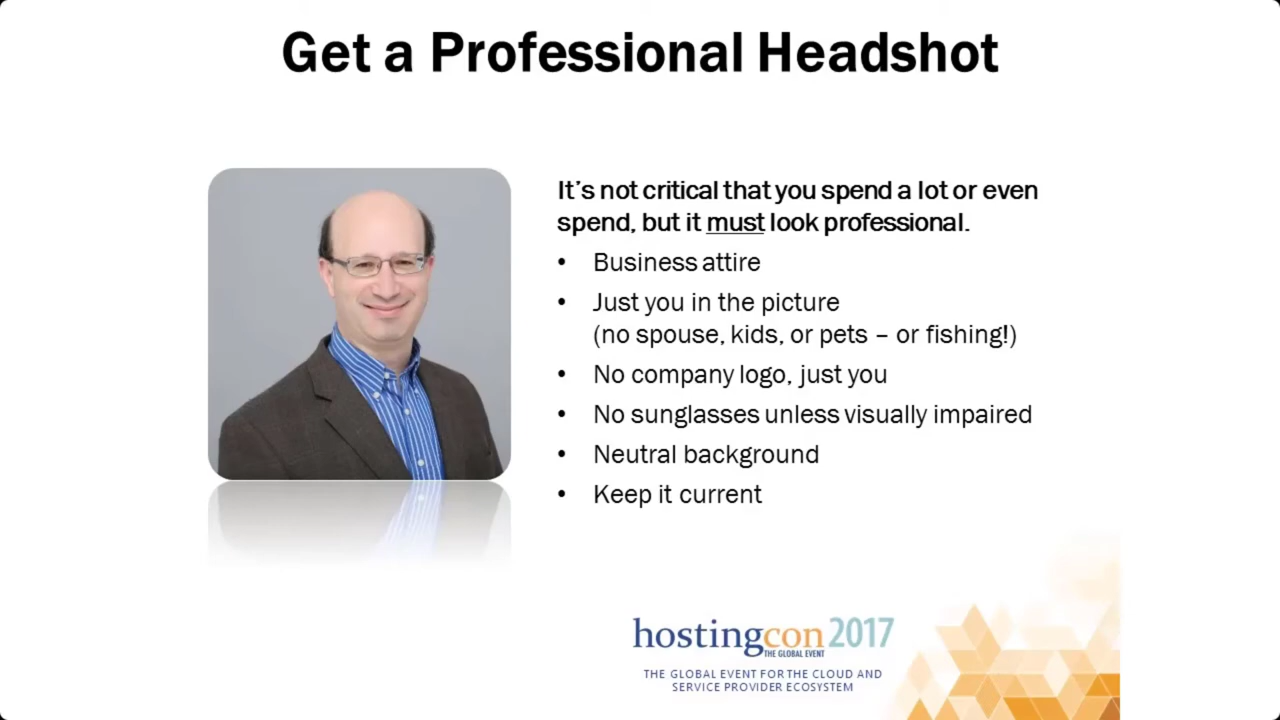 Get a Professional Headshot
It's not critical that you spend a lot or even
spend, but it must look professional.
• Business attire
• Just you in the picture
(no spouse, kids, or pets – or fishing!)
• No company logo, just you
• No sunglasses unless visually impaired
• Neutral background
• Keep it current
hostingcon 2017
THE GLOBAL EVENT
THE GLOBAL EVENT FOR THE CLOUD AND
SERVICE PROVIDER ECOSYSTEM